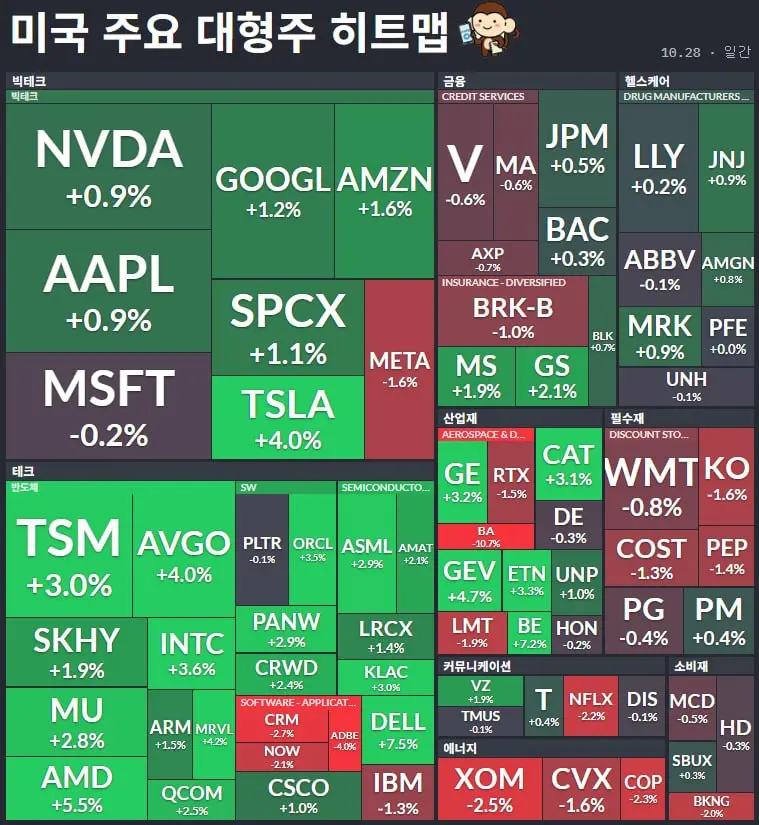 미국 주요 대형주 히트맵
10.28 · 일간
빅테크
빅테크
NVDA
+0.9%
GOOGL
+1.2%
AMZN
+1.6%
AAPL
+0.9%
SPCX
+1.1%
META
-1.6%
MSFT
-0.2%
TSLA
+4.0%
금융
CREDIT SERVICES
V
-0.6%
MA
-0.6%
JPM
+0.5%
AXP
-0.7%
BAC
+0.3%
INSURANCE - DIVERSIFIED
BRK-B
-1.0%
BLK
+0.7%
MS
+1.9%
GS
+2.1%
헬스케어
DRUG MANUFACTURERS ...
LLY
+0.2%
JNJ
+0.9%
ABBV
-0.1%
AMGN
+0.8%
MRK
+0.9%
PFE
+0.0%
UNH
-0.1%
테크
반도체
TSM
+3.0%
AVGO
+4.0%
SKHY
+1.9%
INTC
+3.6%
MU
+2.8%
ARM
+1.5%
MRVL
+4.2%
AMD
+5.5%
QCOM
+2.5%
SW
PLTR
-0.1%
ORCL
+3.5%
PANW
+2.9%
CRWD
+2.4%
SEMICONDUCTO...
ASML
+2.9%
AMAT
+2.1%
LRCX
+1.4%
KLAC
+3.0%
SOFTWARE - APPLICAT...
CRM
-2.7%
ADBE
-4.0%
NOW
-2.1%
DELL
+7.5%
CSCO
+1.0%
IBM
-1.3%
산업재
AEROSPACE & D...
GE
+3.2%
RTX
-1.5%
CAT
+3.1%
BA
-10.7%
DE
-0.3%
GEV
+4.7%
ETN
+3.3%
UNP
+1.0%
LMT
-1.9%
BE
+7.2%
HON
-0.2%
필수재
DISCOUNT STO...
WMT
-0.8%
KO
-1.6%
COST
-1.3%
PEP
-1.4%
PG
-0.4%
PM
+0.4%
커뮤니케이션
VZ
+1.9%
TMUS
-0.1%
T
+0.4%
NFLX
-2.2%
DIS
-0.1%
소비재
MCD
-0.5%
HD
-0.3%
SBUX
+0.3%
BKNG
-2.0%
에너지
XOM
-2.5%
CVX
-1.6%
COP
-2.3%